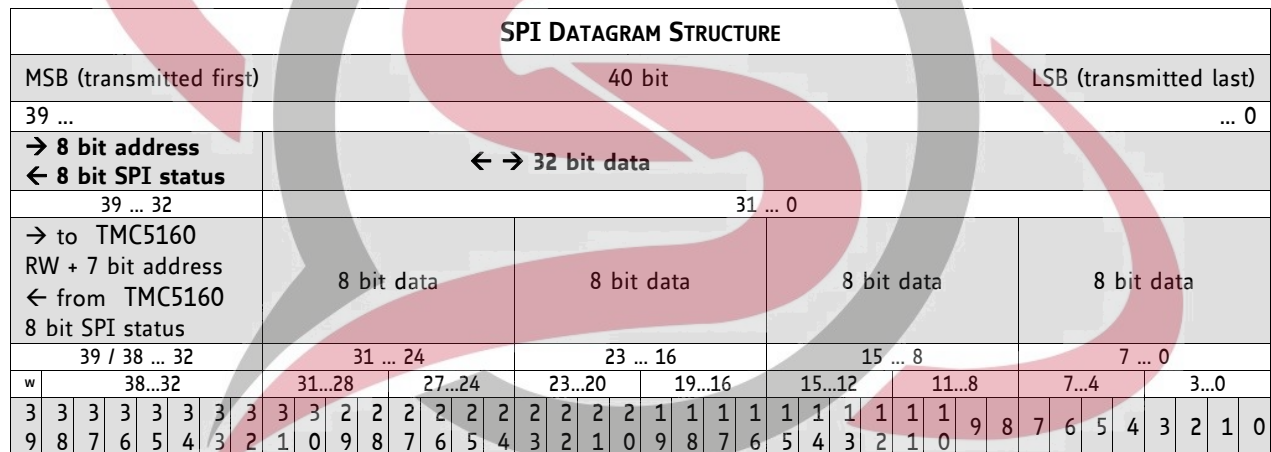 SPI DATAGRAM STRUCTURE
MSB (transmitted first) 40 bit LSB (transmitted last)
39 ... ... 0
→ 8 bit address
← 8 bit SPI status
← → 32 bit data
39 ... 32 31 ... 0
→ to TMC5160
RW + 7 bit address
← from TMC5160
8 bit SPI status
8 bit data 8 bit data 8 bit data 8 bit data
39 / 38 ... 32 31 ... 24 23 ... 16 15 ... 8 7 ... 0
w 38...32 31...28 27...24 23...20 19...16 15...12 11...8 7...4 3...0
3 3 3 3 3 3 3 3 3 3 2 2 2 2 2 2 2 2 2 2 1 1 1 1 1 1 1 1 1 1 9 8 7 6 5 4 3 2 1 0
9 8 7 6 5 4 3 2 1 0 9 8 7 6 5 4 3 2 1 0 9 8 7 6 5 4 3 2 1 0